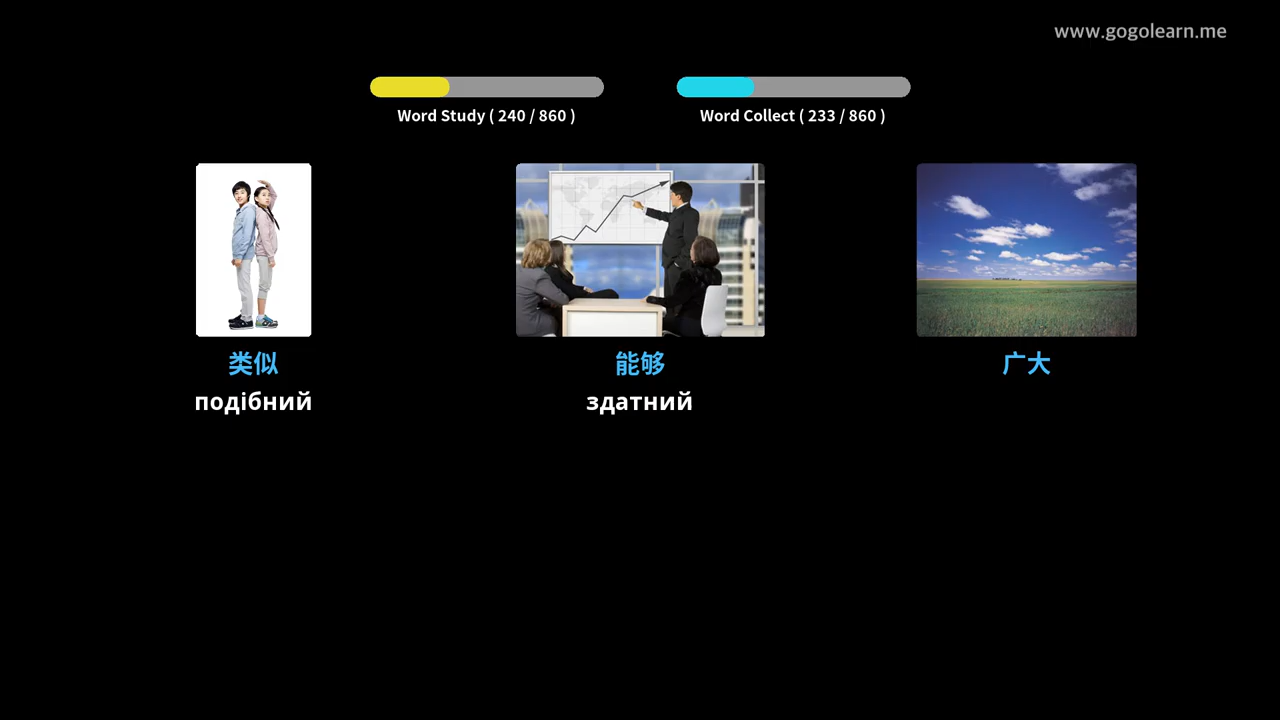 www.gogolearn.me
Word Study ( 240 / 860 )
Word Collect ( 233 / 860 )
类似
能够
广大
подібний
здатний